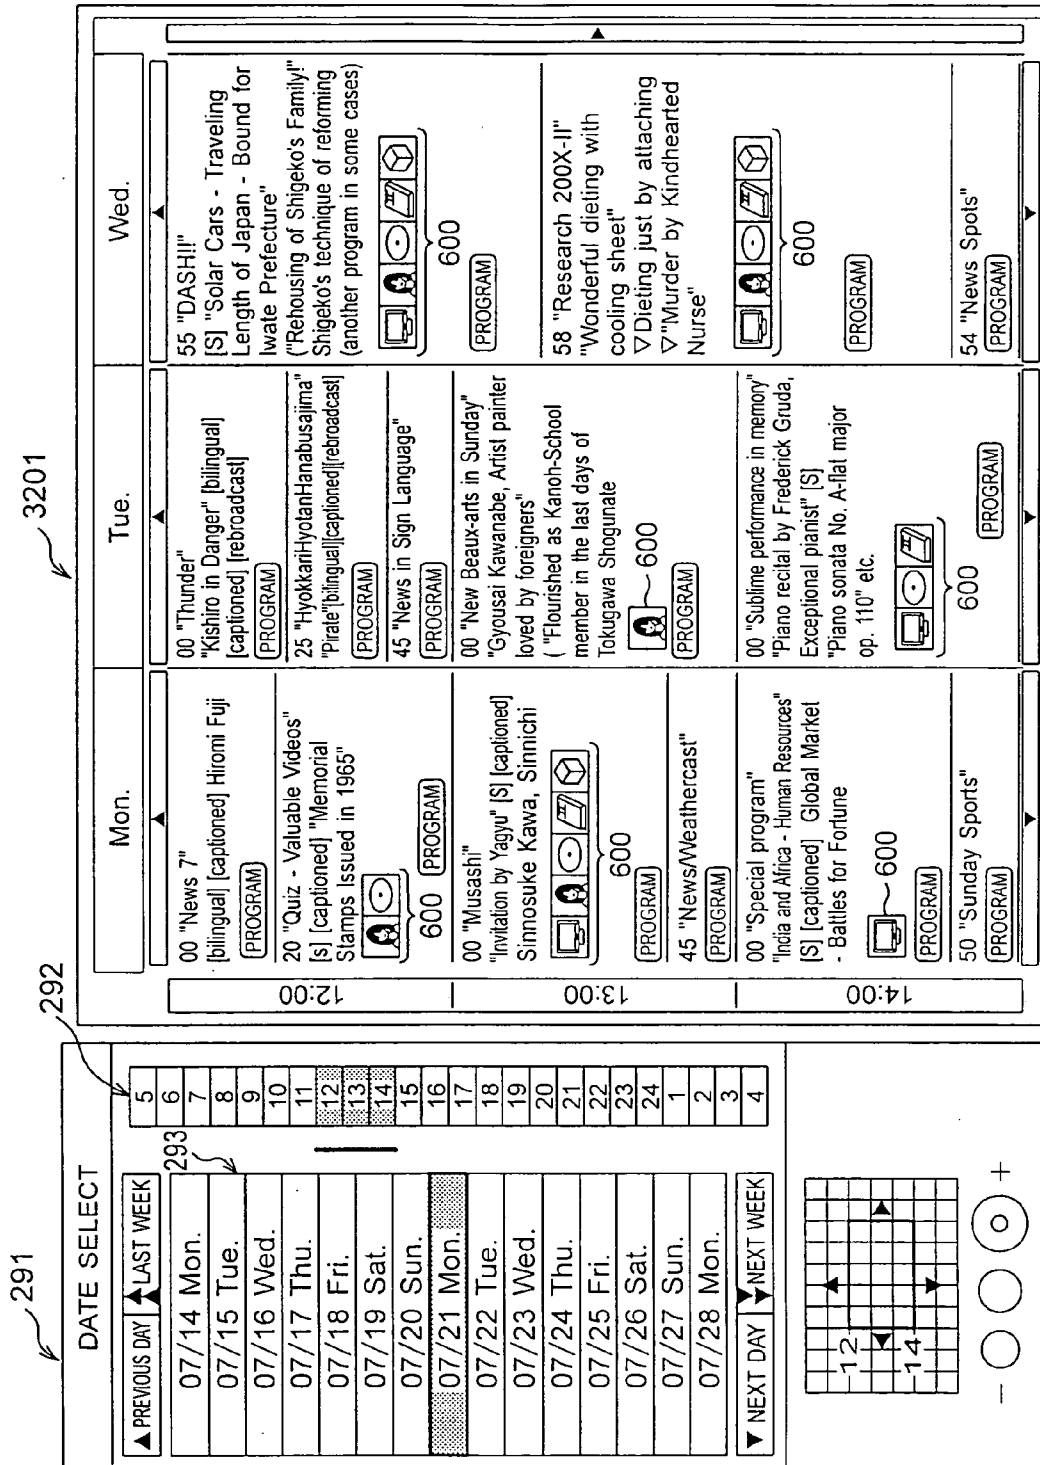 291
DATE SELECT
▲ PREVIOUS DAY
LAST WEEK
293
07/14 Mon.
07/15 Tue.
07/16 Wed.
07/17 Thu.
07/18 Fri.
07/19 Sat.
07/20 Sun.
07/21 Mon.
07/22 Tue.
07/23 Wed.
07/24 Thu.
07/25 Fri.
07/26 Sat.
07/27 Sun.
07/28 Mon.
▼ NEXT DAY
NEXT WEEK
292
5
6
7
8
9
10
11
12
13
14
15
16
17
18
19
20
21
22
23
24
1
2
3
4
12
14
− +
3201
Mon.
Tue.
Wed.
12:00
13:00
14:00
00 "News 7"
[bilingual] [captioned] Hiromi Fuji
PROGRAM
20 "Quiz - Valuable Videos"
[s] [captioned] "Memorial
Stamps Issued in 1965"
600
PROGRAM
00 "Musashi"
"Invitation by Yagyu" [S] [captioned]
Sinnosuke Kawa, Sinnichi
600
PROGRAM
45 "News/Weathercast"
PROGRAM
00 "Special program"
"India and Africa - Human Resources"
[S] [captioned] Global Market
- Battles for Fortune
600
PROGRAM
50 "Sunday Sports"
PROGRAM
00 "Thunder"
"Kishiro in Danger" [bilingual]
[captioned] [rebroadcast]
PROGRAM
25 "HyokkariHyotanHanabusajima"
"Pirate"[bilingual][captioned][rebroadcast]
PROGRAM
45 "News in Sign Language"
PROGRAM
00 "New Beaux-arts in Sunday"
"Gyousai Kawanabe, Artist painter
loved by foreigners"
( "Flourished as Kanoh-School
member in the last days of
Tokugawa Shogunate
600
PROGRAM
00 "Sublime performance in memory"
"Piano recital by Frederick Gruda,
Exceptional pianist" [S]
"Piano sonata No. A-flat major
op. 110" etc.
600
PROGRAM
55 "DASH!!"
[S] "Solar Cars - Traveling
Length of Japan - Bound for
Iwate Prefecture"
("Rehousing of Shigeko's Family!"
Shigeko's technique of reforming
(another program in some cases)
600
PROGRAM
58 "Research 200X-II"
"Wonderful dieting with
cooling sheet"
▽Dieting just by attaching
▽"Murder by Kindhearted
Nurse"
600
PROGRAM
54 "News Spots"
PROGRAM